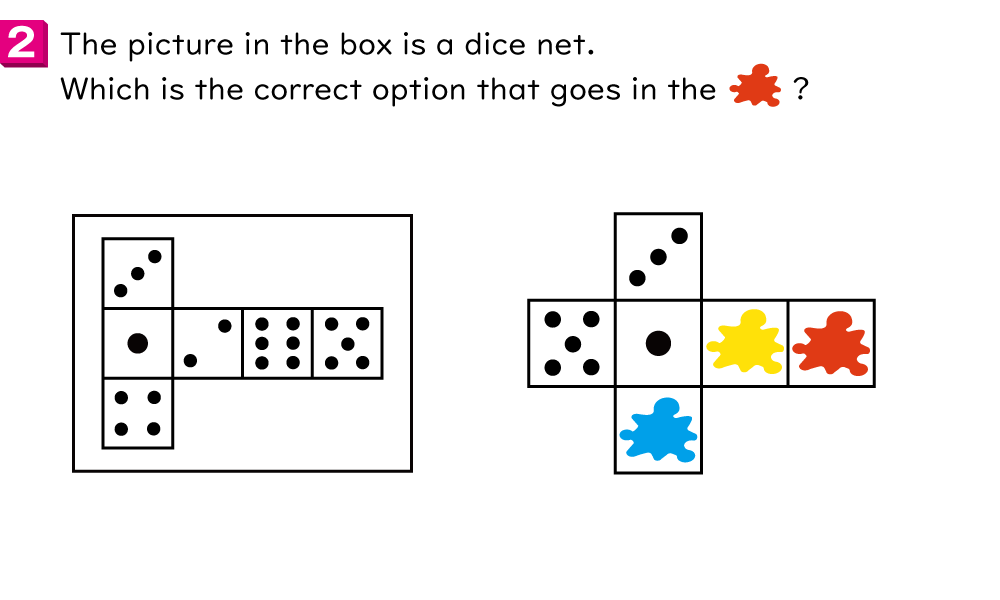 2
The picture in the box is a dice net.
Which is the correct option that goes in the ?